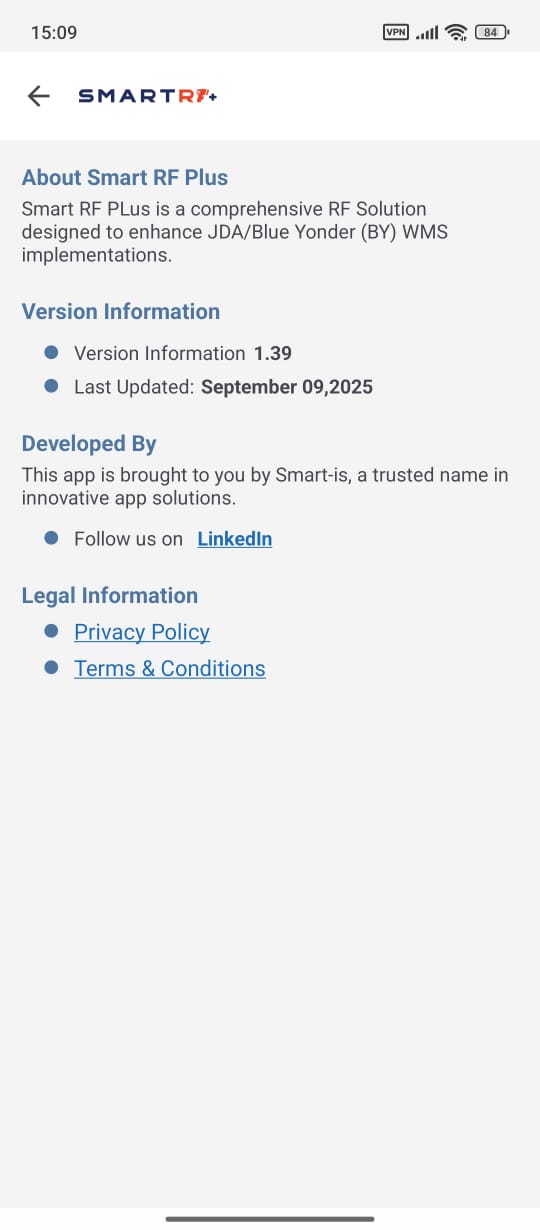 15:09
VPN
84
SMARTRF+
About Smart RF Plus
Smart RF PLus is a comprehensive RF Solution
designed to enhance JDA/Blue Yonder (BY) WMS
implementations.
Version Information
Version Information 1.39
Last Updated: September 09,2025
Developed By
This app is brought to you by Smart-is, a trusted name in
innovative app solutions.
Follow us on LinkedIn
Legal Information
Privacy Policy
Terms & Conditions